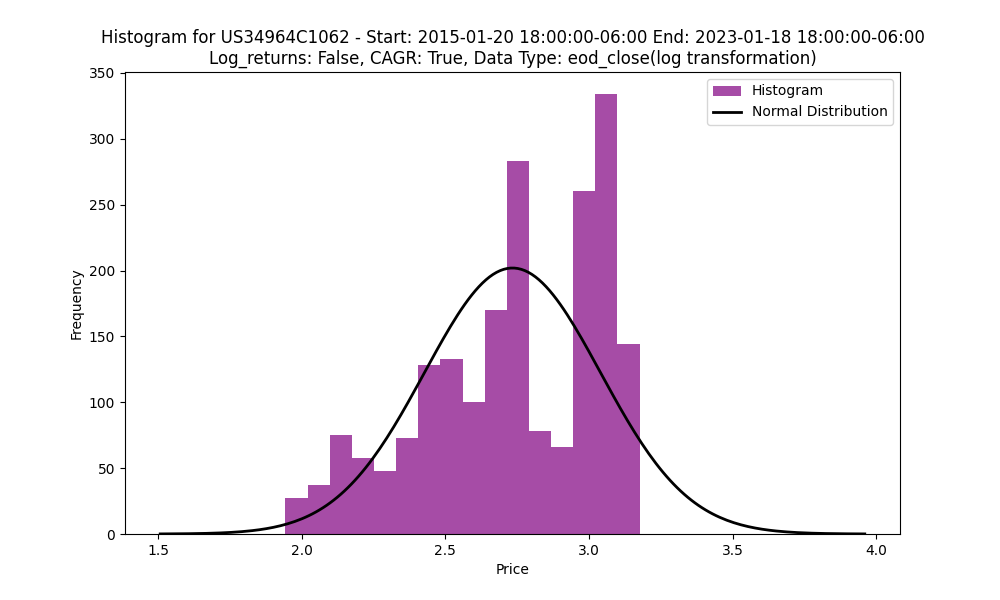 Histogram for US34964C1062 - Start: 2015-01-20 18:00:00-06:00 End: 2023-01-18 18:00:00-06:00
Log_returns: False, CAGR: True, Data Type: eod_close(log transformation)
Histogram
Normal Distribution
Frequency
350
300
250
200
150
100
50
0
1.5 2.0 2.5 3.0 3.5 4.0
Price